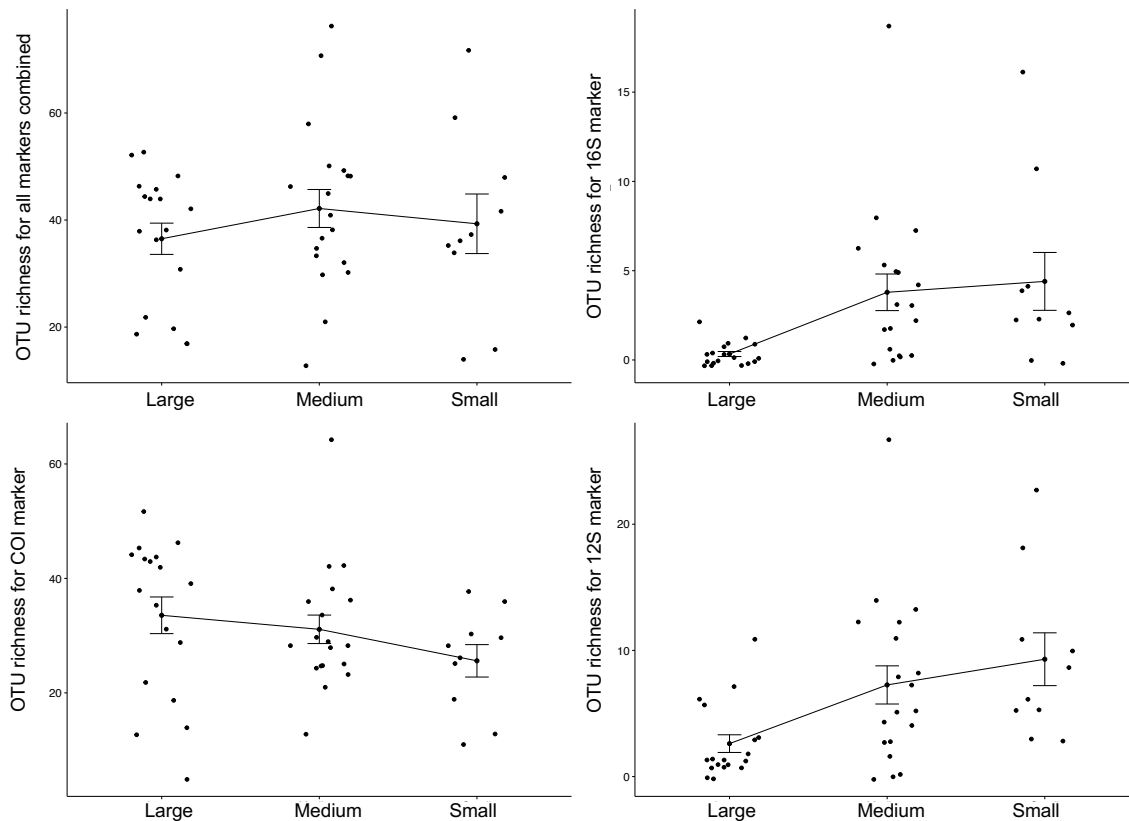 OTU richness for all markers combined
60
40
20
Large Medium Small
OTU richness for 16S marker
15
10
5
0
Large Medium Small
OTU richness for COI marker
60
40
20
Large Medium Small
OTU richness for 12S marker
20
10
0
Large Medium Small